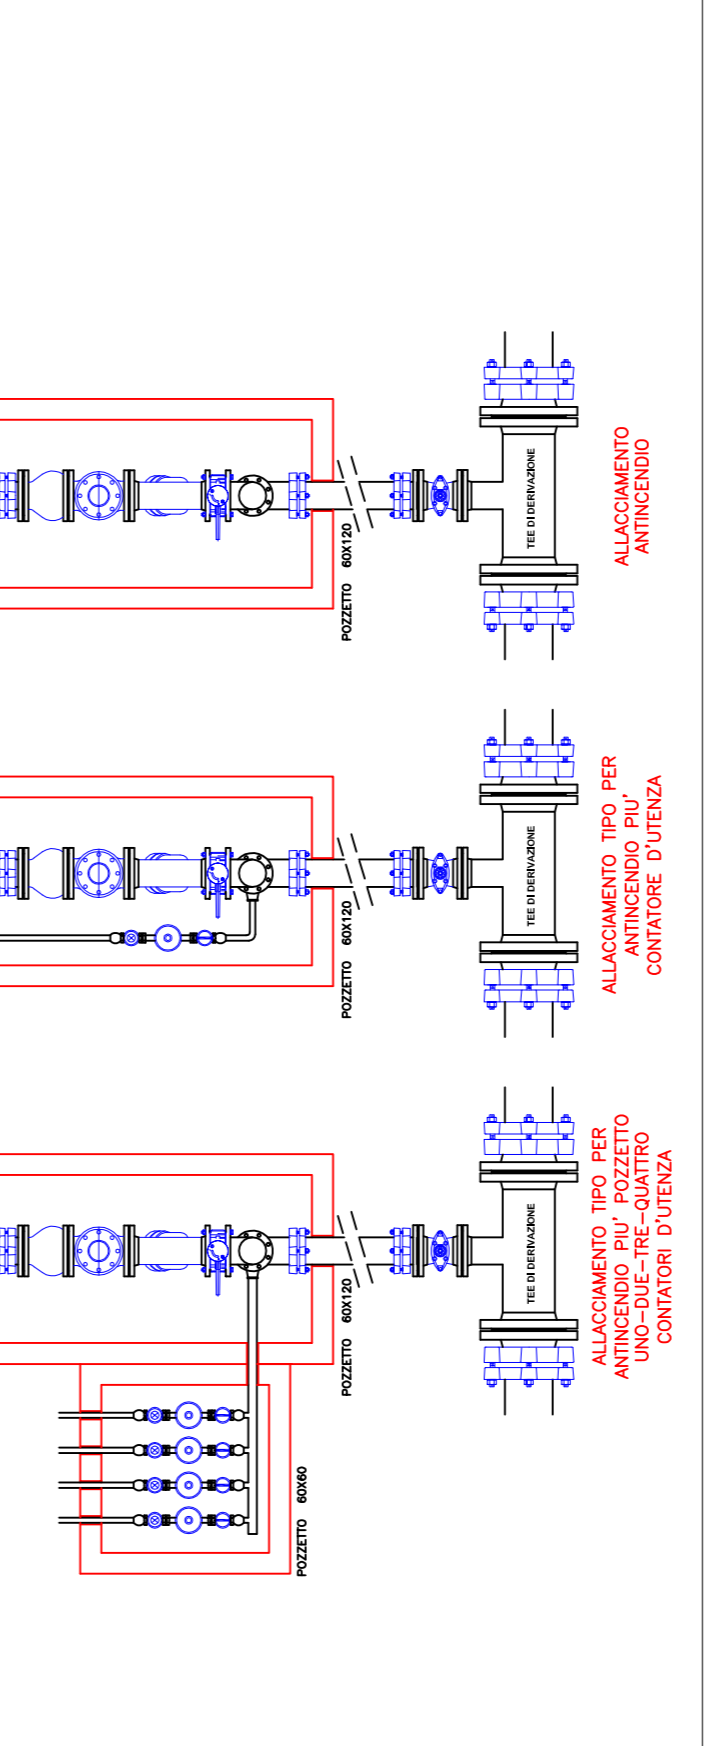 TEE DI DERIVAZIONE
POZZETTO 60X120
ALLACCIAMENTO
ANTINCENDIO
TEE DI DERIVAZIONE
POZZETTO 60X120
ALLACCIAMENTO TIPO PER
ANTINCENDIO PIU'
CONTATORE D'UTENZA
TEE DI DERIVAZIONE
POZZETTO 60X120
POZZETTO 60X60
ALLACCIAMENTO TIPO PER
ANTINCENDIO PIU' POZZETTO
UNO-DUE-TRE-QUATTRO
CONTATORI D'UTENZA